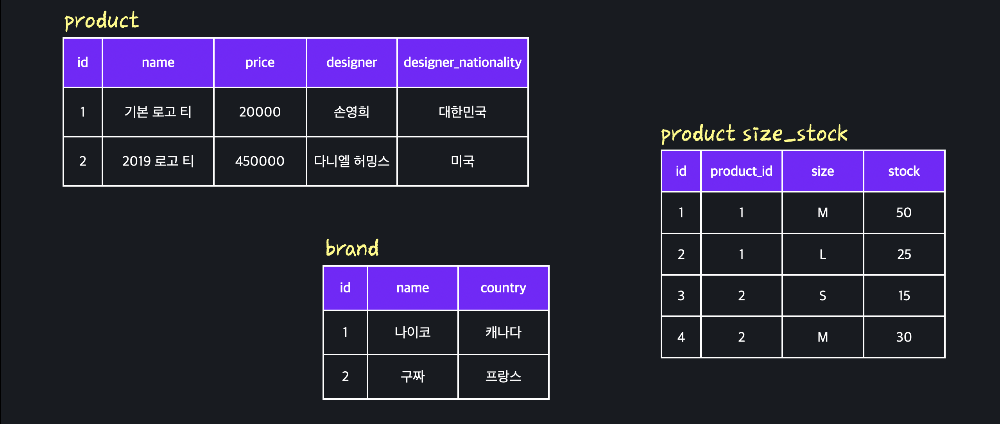 product
id name price designer designer_nationality
1 기본 로고 티 20000 손영희 대한민국
2 2019 로고 티 450000 다니엘 허밍스 미국
brand
id name country
1 나이코 캐나다
2 구짜 프랑스
product size_stock
id product_id size stock
1 1 M 50
2 1 L 25
3 2 S 15
4 2 M 30